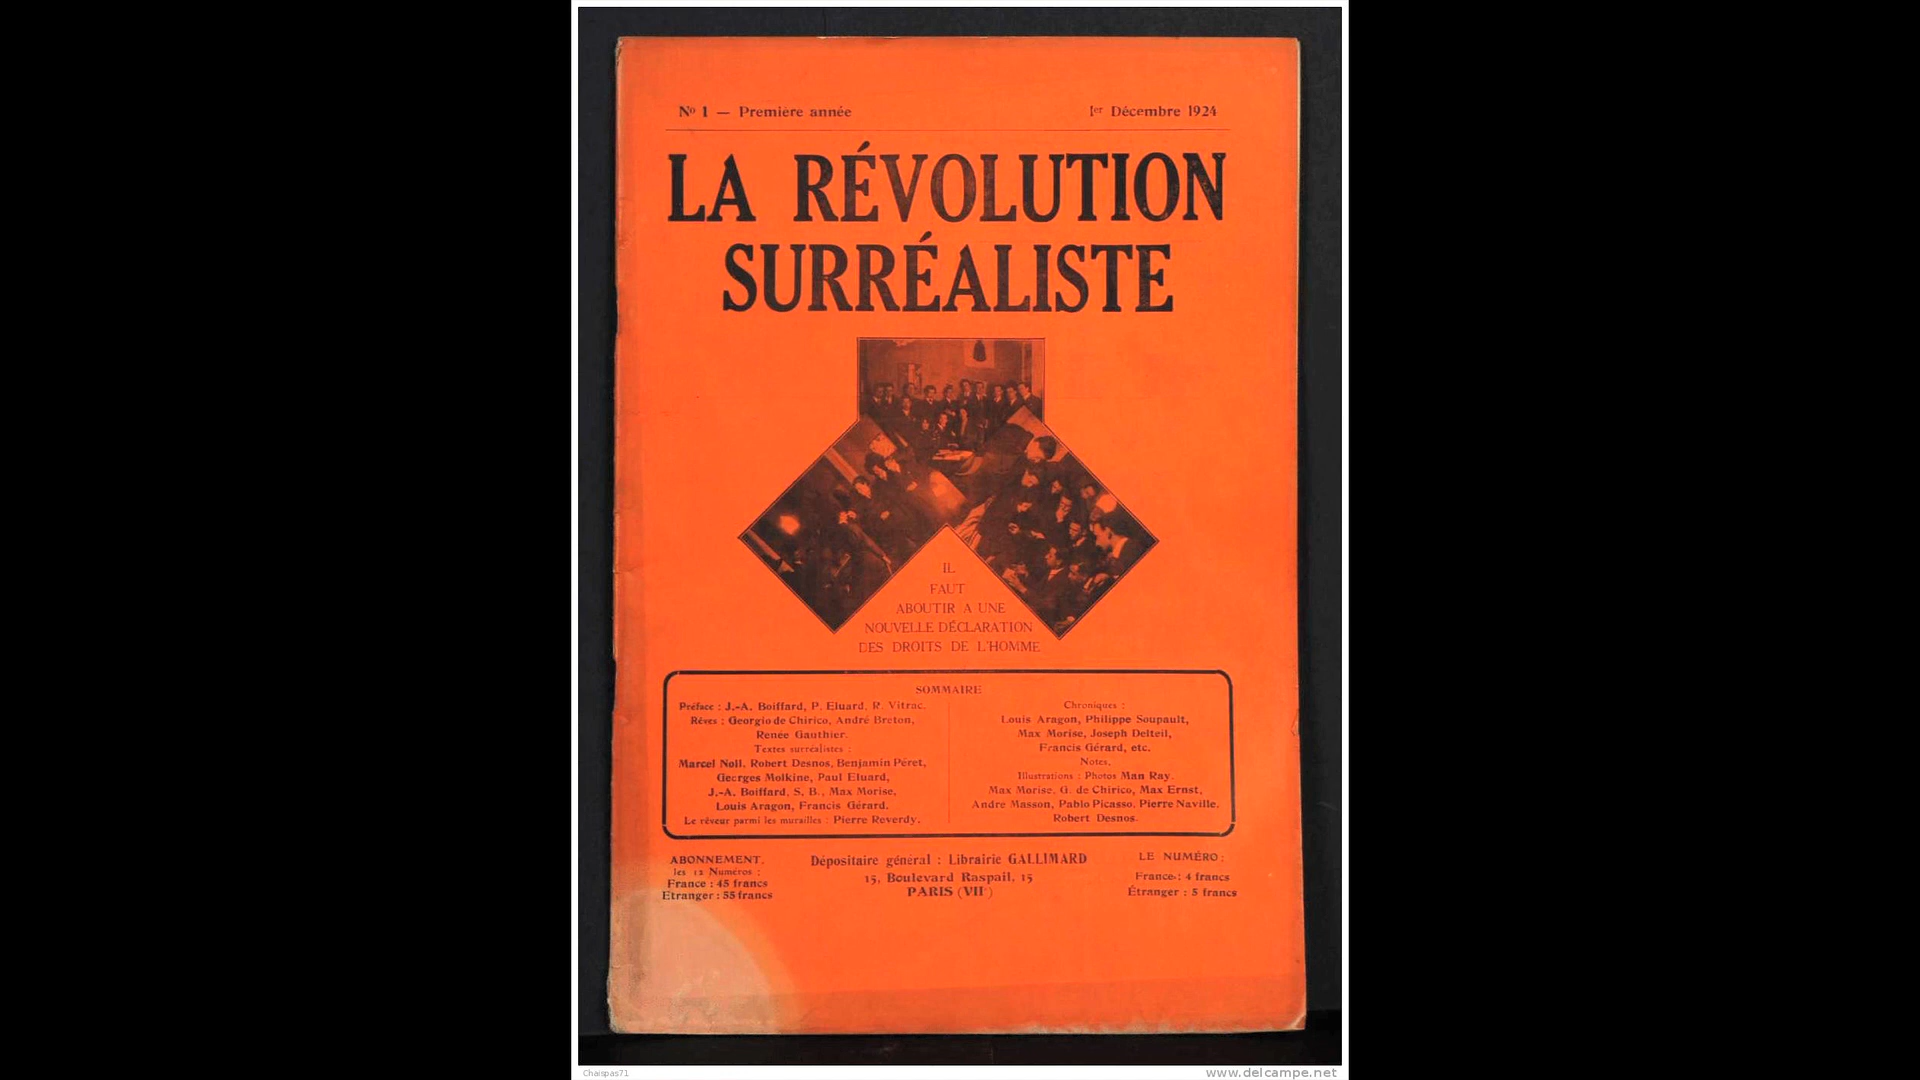 Nº 1 — Première année
1er Décembre 1924
LA RÉVOLUTION
SURRÉALISTE
IL
FAUT
ABOUTIR A UNE
NOUVELLE DÉCLARATION
DES DROITS DE L'HOMME
SOMMAIRE
Préface : J.-A. Boiffard, P. Eluard, R. Vitrac.
Rêves : Georgio de Chirico, André Breton,
Renée Gauthier.
Textes surréalistes :
Marcel Noll, Robert Desnos, Benjamin Péret,
Georges Molkine, Paul Eluard,
J.-A. Boiffard, S. B., Max Morise,
Louis Aragon, Francis Gérard.
Le rêveur parmi les murailles : Pierre Reverdy.
Chroniques :
Louis Aragon, Philippe Soupault,
Max Morise, Joseph Delteil,
Francis Gérard, etc.
Notes.
Illustrations : Photos Man Ray.
Max Morise, G. de Chirico, Max Ernst,
André Masson, Pablo Picasso, Pierre Naville,
Robert Desnos.
ABONNEMENT,
les 12 Numéros :
France : 45 francs
Etranger : 55 francs
Dépositaire général : Librairie GALLIMARD
15, Boulevard Raspail, 15
PARIS (VIIe)
LE NUMÉRO :
France : 4 francs
Étranger : 5 francs
Chaispas71
www.delcampe.net